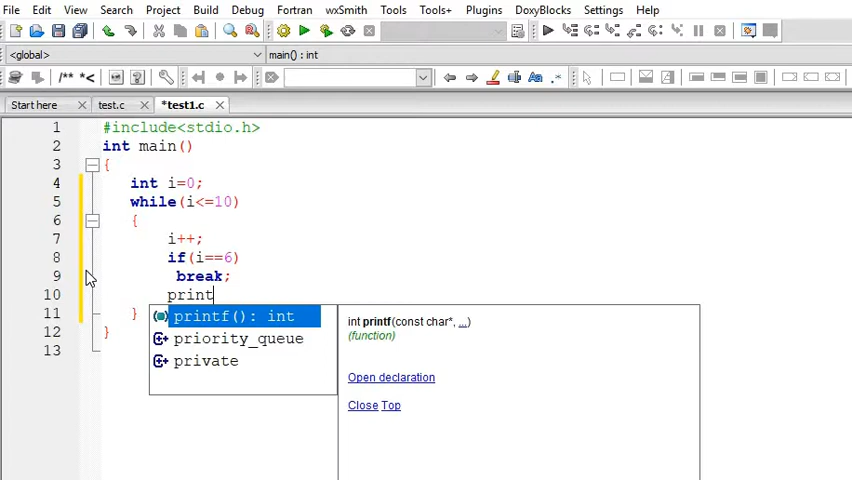 File Edit View Search Project Build Debug Fortran wxSmith Tools Tools+ Plugins DoxyBlocks Settings Help
<global> main() : int
/** *< Aa .*
Start here test.c *test1.c
1 #include<stdio.h>
2 int main()
3 {
4 int i=0;
5 while(i<=10)
6 {
7 i++;
8 if(i==6)
9 break;
10 print
11 }
12 }
13
printf(): int
priority_queue
private
int printf(const char*, ...)
(function)
Open declaration
Close Top